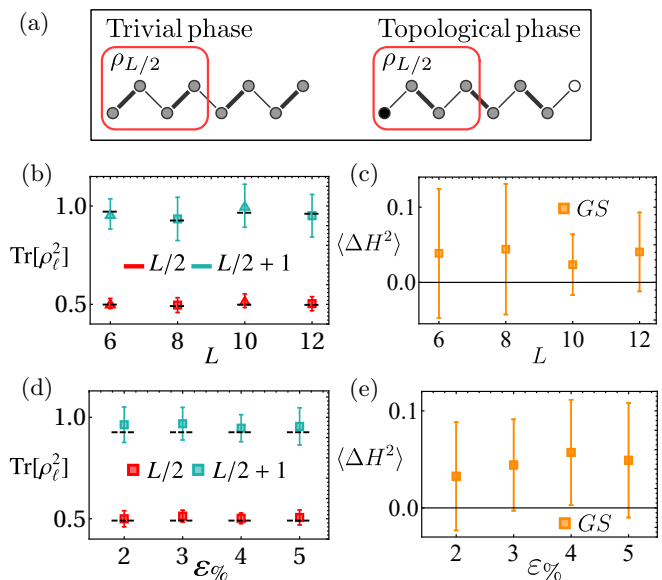 (a)
Trivial phase Topological phase
ρ_{L/2} ρ_{L/2}
(b)
1.0
Tr[ρ_ℓ^2]
L/2 L/2 + 1
0.5
6 8 10 12
L
(c)
0.1
⟨ΔH^2⟩
GS
0.0
6 8 10 12
L
(d)
1.0
Tr[ρ_ℓ^2]
L/2 L/2 + 1
0.5
2 3 4 5
ε%
(e)
0.1
⟨ΔH^2⟩
0.0
GS
2 3 4 5
ε%